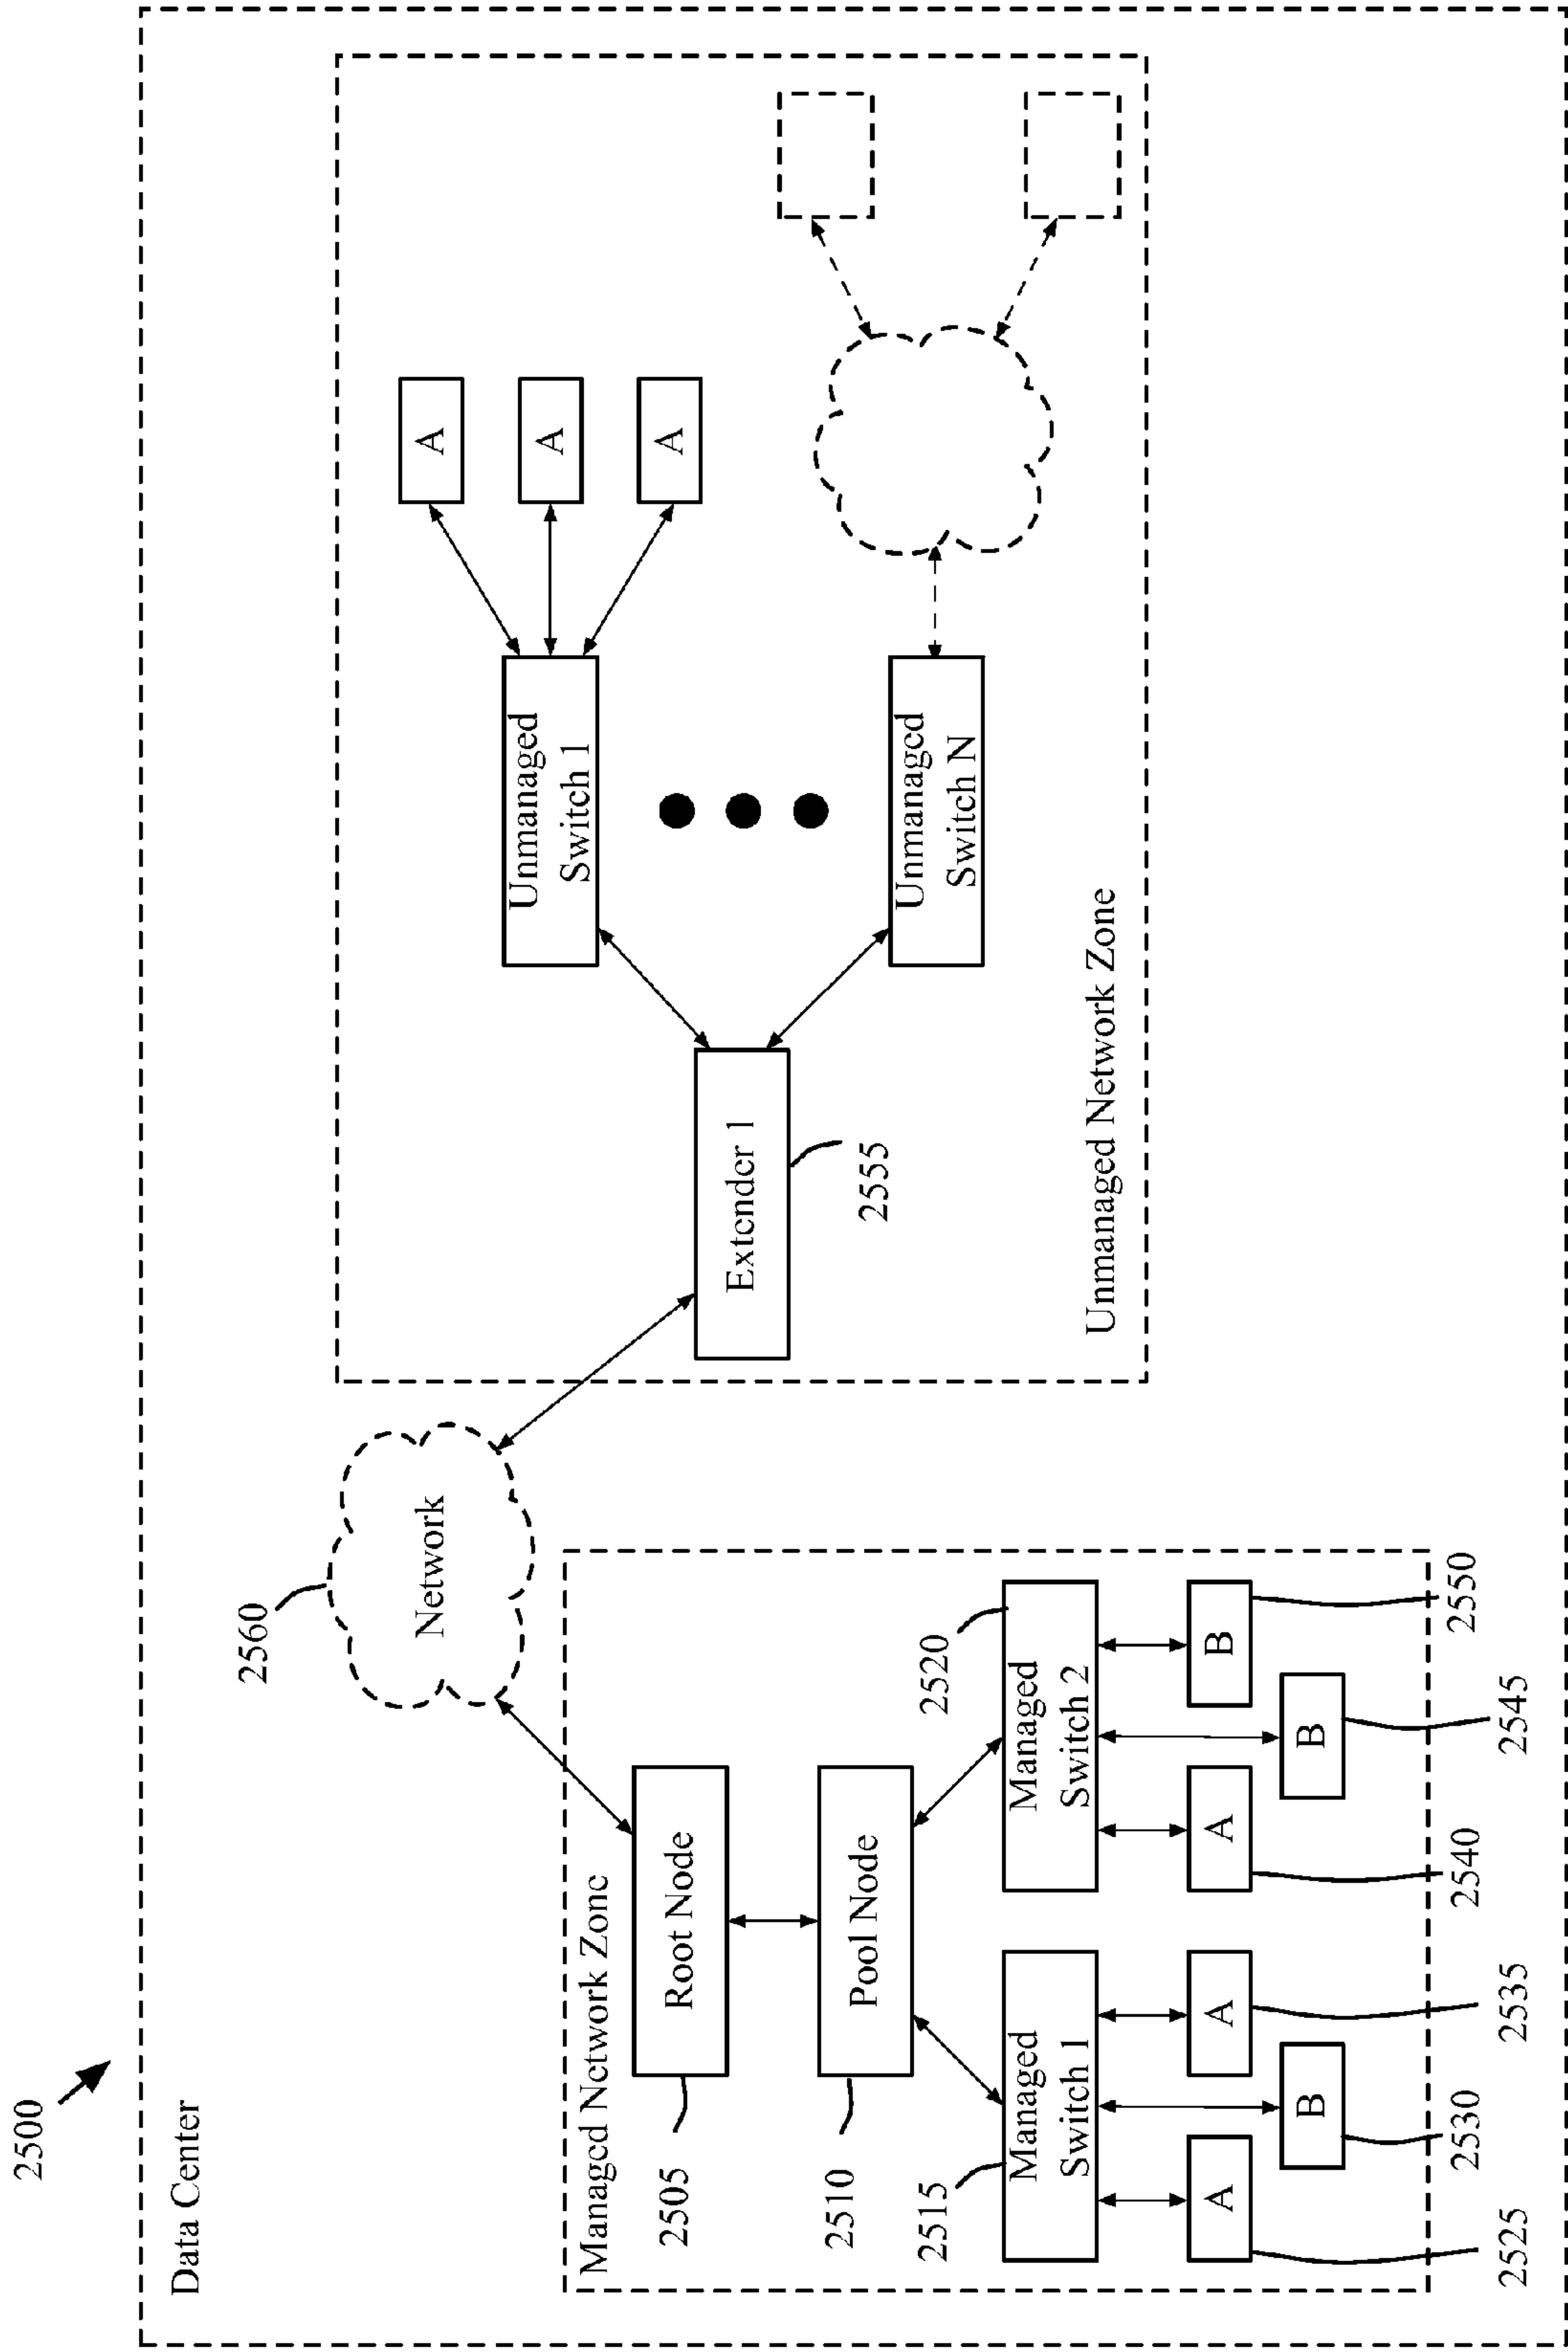 2500
Data Center
2560
Network
Managed Network Zone
Root Node
2505
Pool Node
2510
Managed
Switch 1
2515
Managed
Switch 2
2520
A
B
A
A
B
B
2525
2530
2535
2540
2545
2550
Extender 1
2555
Unmanaged
Switch 1
A
A
A
Unmanaged
Switch N
Unmanaged Network Zone